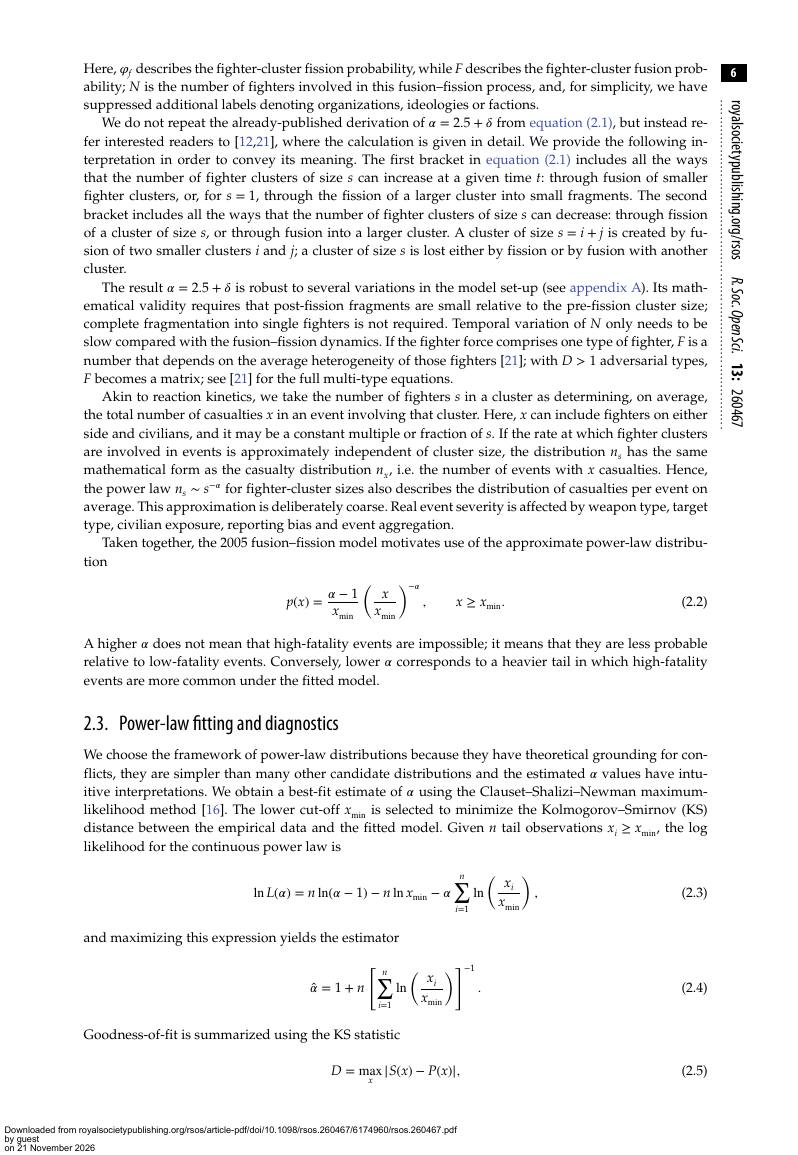 Here, φ_f describes the fighter-cluster fission probability, while F describes the fighter-cluster fusion prob-
ability; N is the number of fighters involved in this fusion–fission process, and, for simplicity, we have
suppressed additional labels denoting organizations, ideologies or factions.
We do not repeat the already-published derivation of α = 2.5 + δ from equation (2.1), but instead re-
fer interested readers to [12,21], where the calculation is given in detail. We provide the following in-
terpretation in order to convey its meaning. The first bracket in equation (2.1) includes all the ways
that the number of fighter clusters of size s can increase at a given time t: through fusion of smaller
fighter clusters, or, for s = 1, through the fission of a larger cluster into small fragments. The second
bracket includes all the ways that the number of fighter clusters of size s can decrease: through fission
of a cluster of size s, or through fusion into a larger cluster. A cluster of size s = i + j is created by fu-
sion of two smaller clusters i and j; a cluster of size s is lost either by fission or by fusion with another
cluster.
The result α = 2.5 + δ is robust to several variations in the model set-up (see appendix A). Its math-
ematical validity requires that post-fission fragments are small relative to the pre-fission cluster size;
complete fragmentation into single fighters is not required. Temporal variation of N only needs to be
slow compared with the fusion–fission dynamics. If the fighter force comprises one type of fighter, F is a
number that depends on the average heterogeneity of those fighters [21]; with D > 1 adversarial types,
F becomes a matrix; see [21] for the full multi-type equations.
Akin to reaction kinetics, we take the number of fighters s in a cluster as determining, on average,
the total number of casualties x in an event involving that cluster. Here, x can include fighters on either
side and civilians, and it may be a constant multiple or fraction of s. If the rate at which fighter clusters
are involved in events is approximately independent of cluster size, the distribution n_s has the same
mathematical form as the casualty distribution n_x, i.e. the number of events with x casualties. Hence,
the power law n_s ~ s^{−α} for fighter-cluster sizes also describes the distribution of casualties per event on
average. This approximation is deliberately coarse. Real event severity is affected by weapon type, target
type, civilian exposure, reporting bias and event aggregation.
Taken together, the 2005 fusion–fission model motivates use of the approximate power-law distribu-
tion
p(x) = (α − 1)/x_min (x/x_min)^{−α}, x ≥ x_min. (2.2)
A higher α does not mean that high-fatality events are impossible; it means that they are less probable
relative to low-fatality events. Conversely, lower α corresponds to a heavier tail in which high-fatality
events are more common under the fitted model.
2.3. Power-law fitting and diagnostics
We choose the framework of power-law distributions because they have theoretical grounding for con-
flicts, they are simpler than many other candidate distributions and the estimated α values have intu-
itive interpretations. We obtain a best-fit estimate of α using the Clauset–Shalizi–Newman maximum-
likelihood method [16]. The lower cut-off x_min is selected to minimize the Kolmogorov–Smirnov (KS)
distance between the empirical data and the fitted model. Given n tail observations x_i ≥ x_min, the log
likelihood for the continuous power law is
ln L(α) = n ln(α − 1) − n ln x_min − α ∑_{i=1}^{n} ln (x_i/x_min), (2.3)
and maximizing this expression yields the estimator
α̂ = 1 + n [∑_{i=1}^{n} ln (x_i/x_min)]^{−1}. (2.4)
Goodness-of-fit is summarized using the KS statistic
D = max_x |S(x) − P(x)|, (2.5)
6
royalsocietypublishing.org/rsos R. Soc. Open Sci. 13: 260467
Downloaded from royalsocietypublishing.org/rsos/article-pdf/doi/10.1098/rsos.260467/6174960/rsos.260467.pdf
by guest
on 21 November 2026